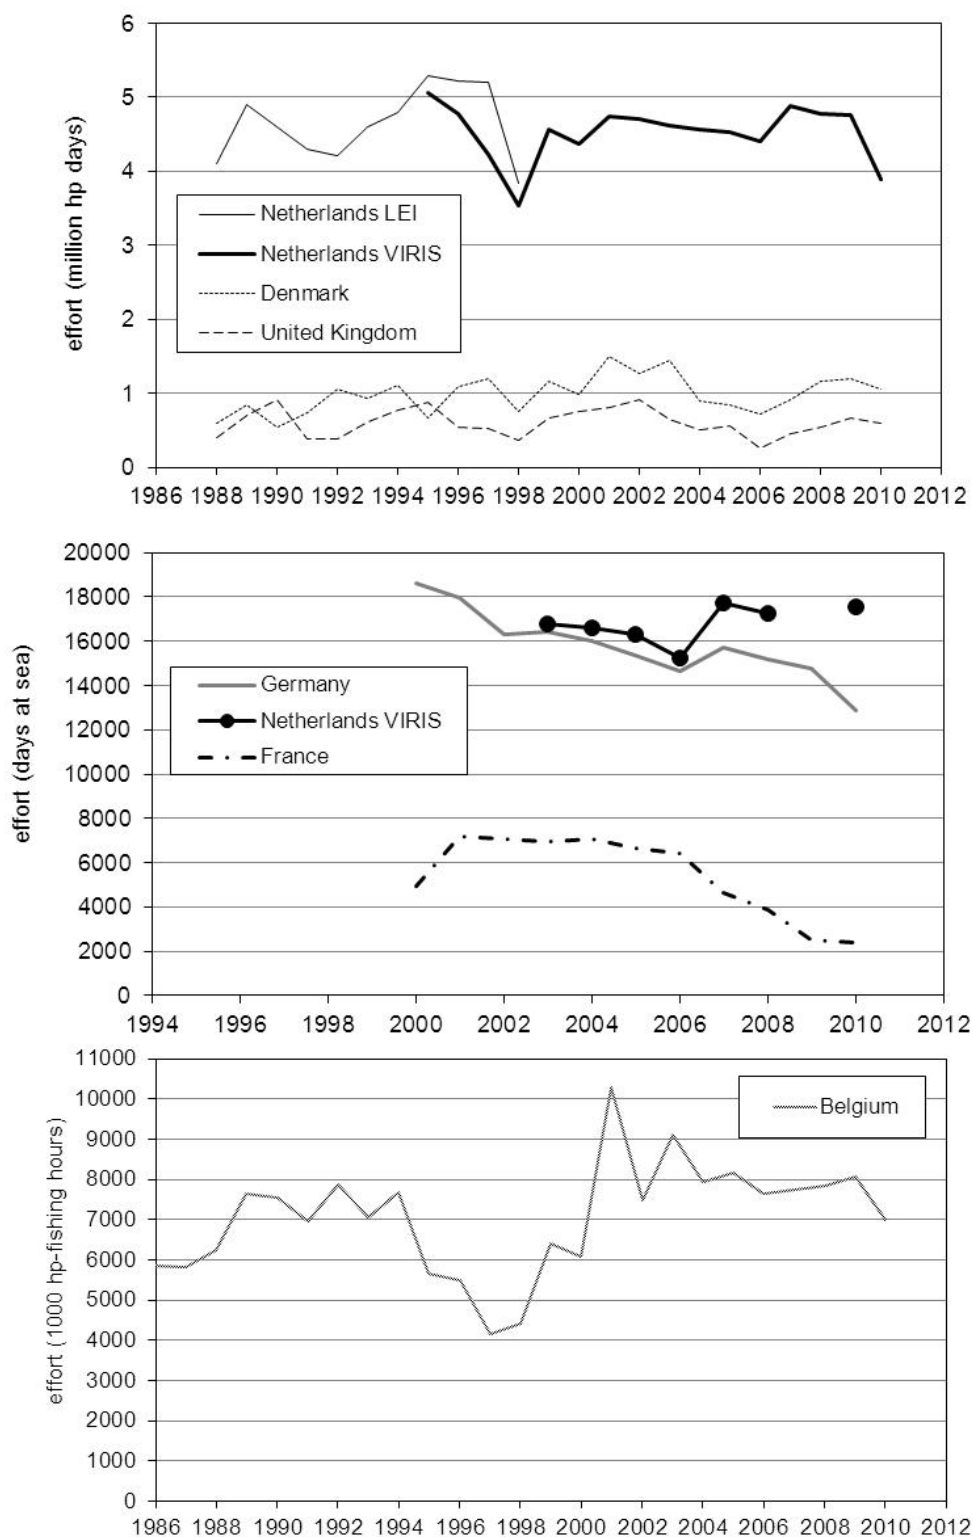 6
5
4
3
2
1
0
effort (million hp days)
Netherlands LEI
Netherlands VIRIS
Denmark
United Kingdom
1986 1988 1990 1992 1994 1996 1998 2000 2002 2004 2006 2008 2010 2012
20000
18000
16000
14000
12000
10000
8000
6000
4000
2000
0
effort (days at sea)
Germany
Netherlands VIRIS
France
1994 1996 1998 2000 2002 2004 2006 2008 2010 2012
11000
10000
9000
8000
7000
6000
5000
4000
3000
2000
1000
0
effort (1000 hp-fishing hours)
Belgium
1986 1988 1990 1992 1994 1996 1998 2000 2002 2004 2006 2008 2010 2012